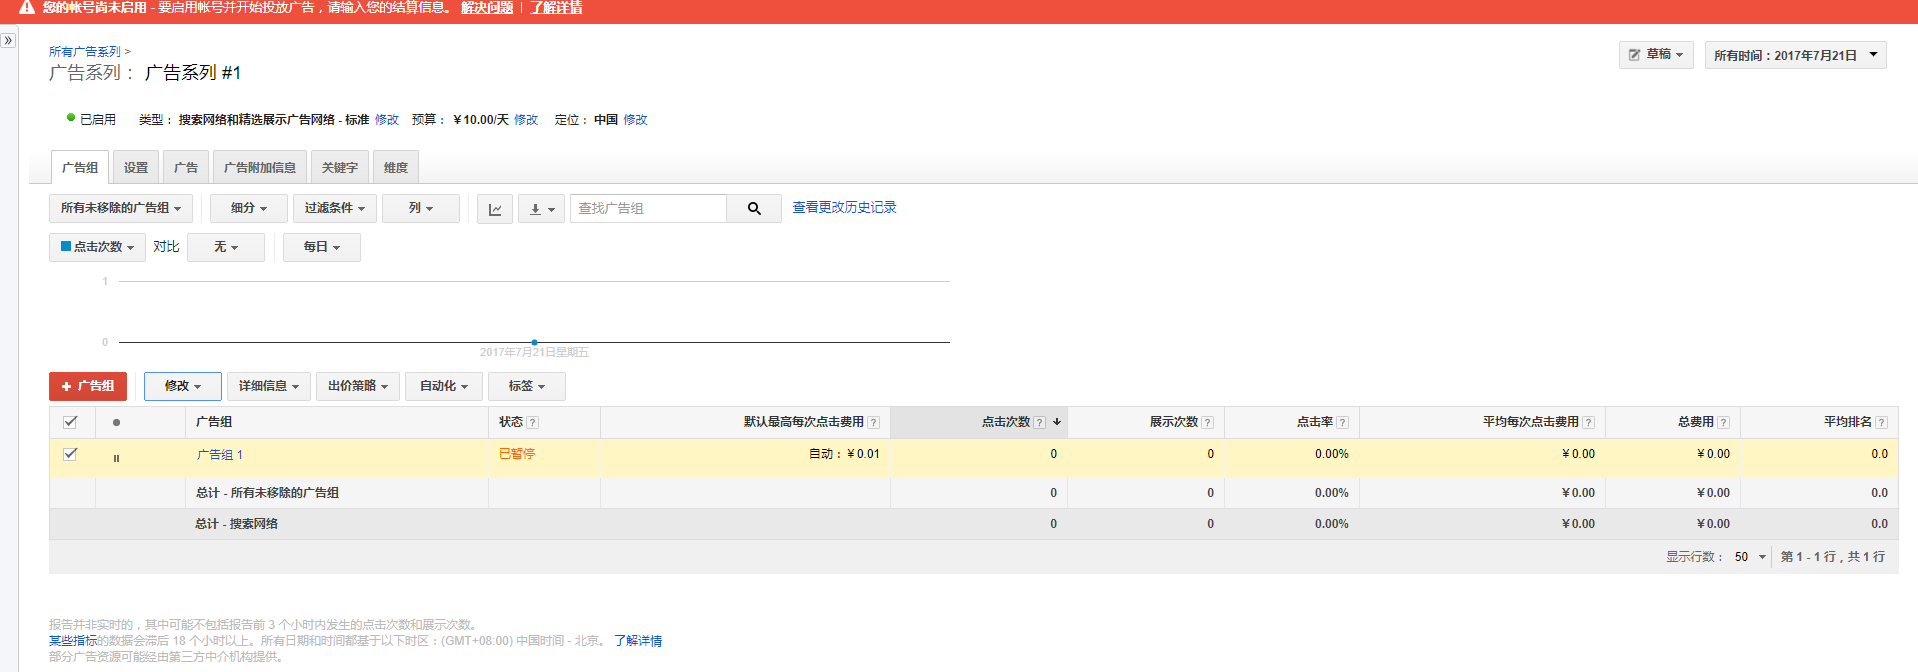 您的帐号尚未启用 - 要启用帐号并开始投放广告，请输入您的结算信息。 解决问题 | 了解详情
»
所有广告系列 >
广告系列： 广告系列 #1
草稿 所有时间：2017年7月21日
已启用 类型： 搜索网络和精选展示广告网络 - 标准 修改 预算： ￥10.00/天 修改 定位： 中国 修改
广告组 设置 广告 广告附加信息 关键字 维度
所有未移除的广告组 细分 过滤条件 列 查找广告组 查看更改历史记录
点击次数 对比 无 每日
1
0
2017年7月21日星期五
+ 广告组 修改 详细信息 出价策略 自动化 标签
广告组 状态 ? 默认最高每次点击费用 ? 点击次数 ? 展示次数 ? 点击率 ? 平均每次点击费用 ? 总费用 ? 平均排名 ?
广告组 1 已暂停 自动：￥0.01 0 0 0.00% ￥0.00 ￥0.00 0.0
总计 - 所有未移除的广告组 0 0 0.00% ￥0.00 ￥0.00 0.0
总计 - 搜索网络 0 0 0.00% ￥0.00 ￥0.00 0.0
显示行数： 50 第 1 - 1 行，共 1 行
报告并非实时的，其中可能不包括报告前 3 个小时内发生的点击次数和展示次数。
某些指标的数据会滞后 18 个小时以上。所有日期和时间都基于以下时区：(GMT+08:00) 中国时间 - 北京。 了解详情
部分广告资源可能经由第三方中介机构提供。